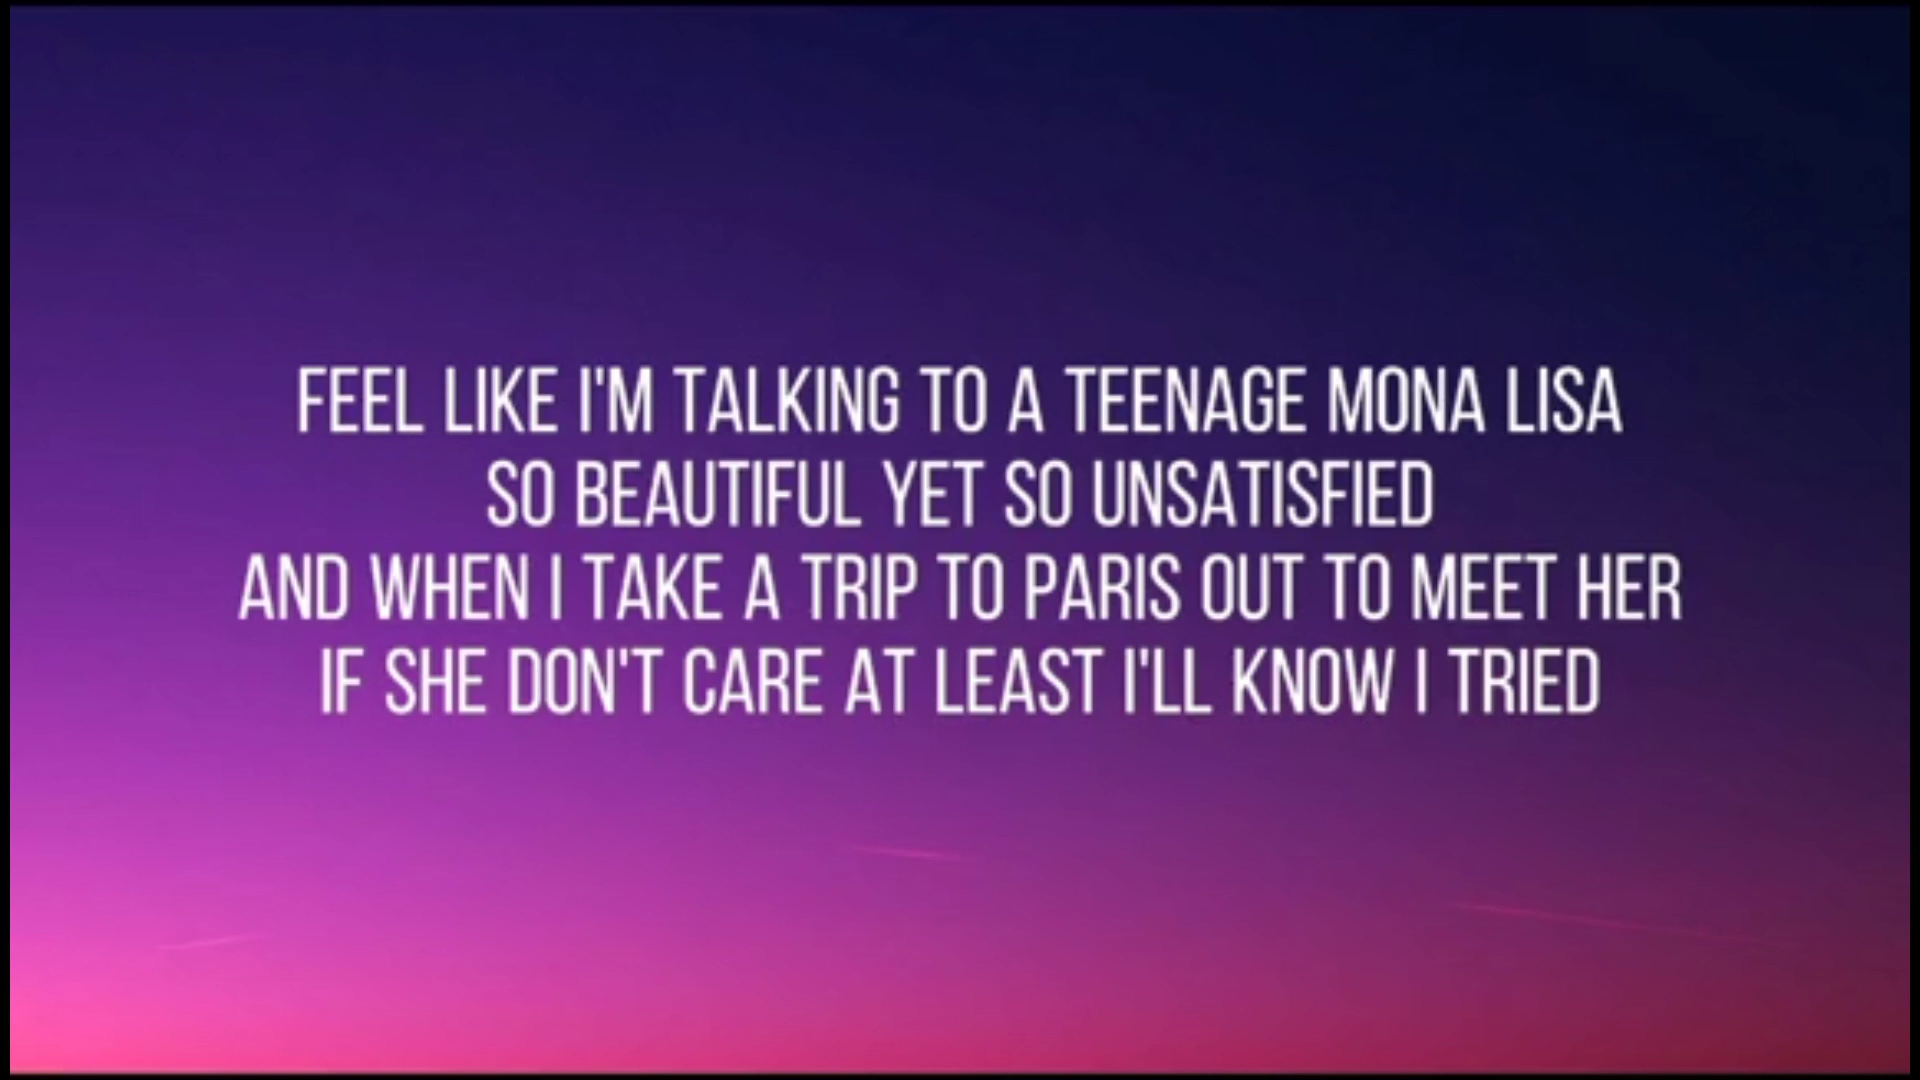 FEEL LIKE I'M TALKING TO A TEENAGE MONA LISA
SO BEAUTIFUL YET SO UNSATISFIED
AND WHEN I TAKE A TRIP TO PARIS OUT TO MEET HER
IF SHE DON'T CARE AT LEAST I'LL KNOW I TRIED